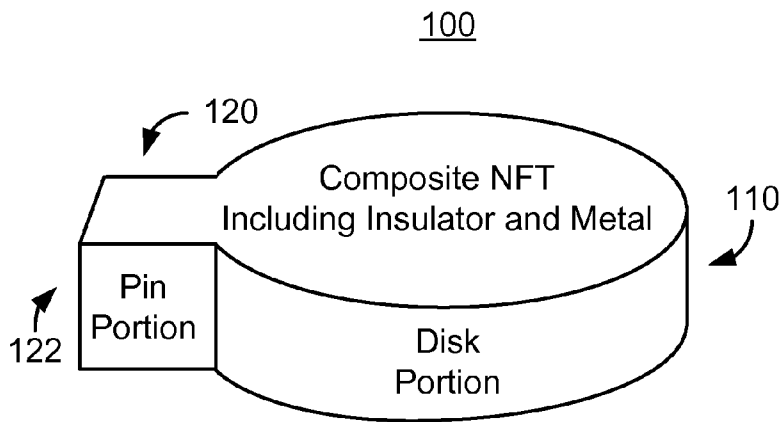 100
120
Composite NFT
Including Insulator and Metal
110
Pin
Portion
122
Disk
Portion